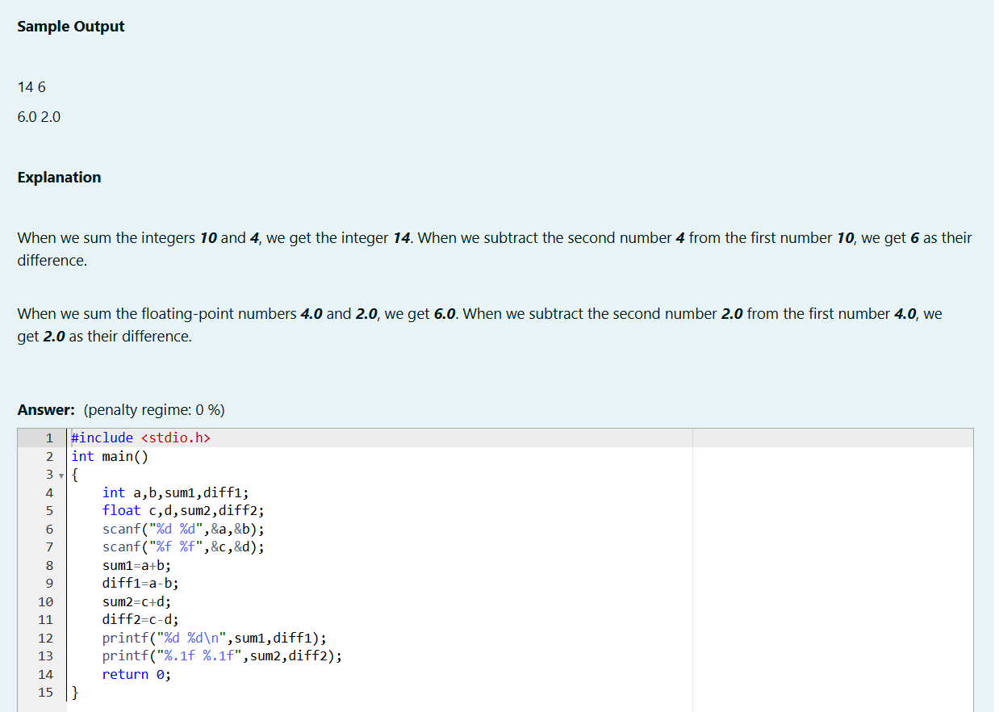 Sample Output
14 6
6.0 2.0
Explanation
When we sum the integers 10 and 4, we get the integer 14. When we subtract the second number 4 from the first number 10, we get 6 as their
difference.
When we sum the floating-point numbers 4.0 and 2.0, we get 6.0. When we subtract the second number 2.0 from the first number 4.0, we
get 2.0 as their difference.
Answer: (penalty regime: 0 %)
1 #include <stdio.h>
2 int main()
3 {
4 int a,b,sum1,diff1;
5 float c,d,sum2,diff2;
6 scanf("%d %d",&a,&b);
7 scanf("%f %f",&c,&d);
8 sum1=a+b;
9 diff1=a-b;
10 sum2=c+d;
11 diff2=c-d;
12 printf("%d %d\n",sum1,diff1);
13 printf("%.1f %.1f",sum2,diff2);
14 return 0;
15 }